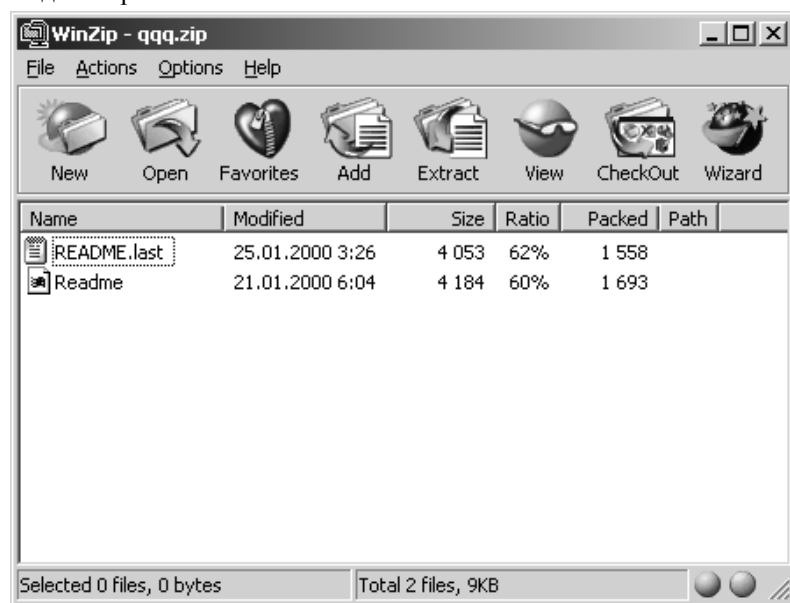 WinZip - qqq.zip
File Actions Options Help
New Open Favorites Add Extract View CheckOut Wizard
Name Modified Size Ratio Packed Path
README.last 25.01.2000 3:26 4 053 62% 1 558
Readme 21.01.2000 6:04 4 184 60% 1 693
Selected 0 files, 0 bytes Total 2 files, 9KB